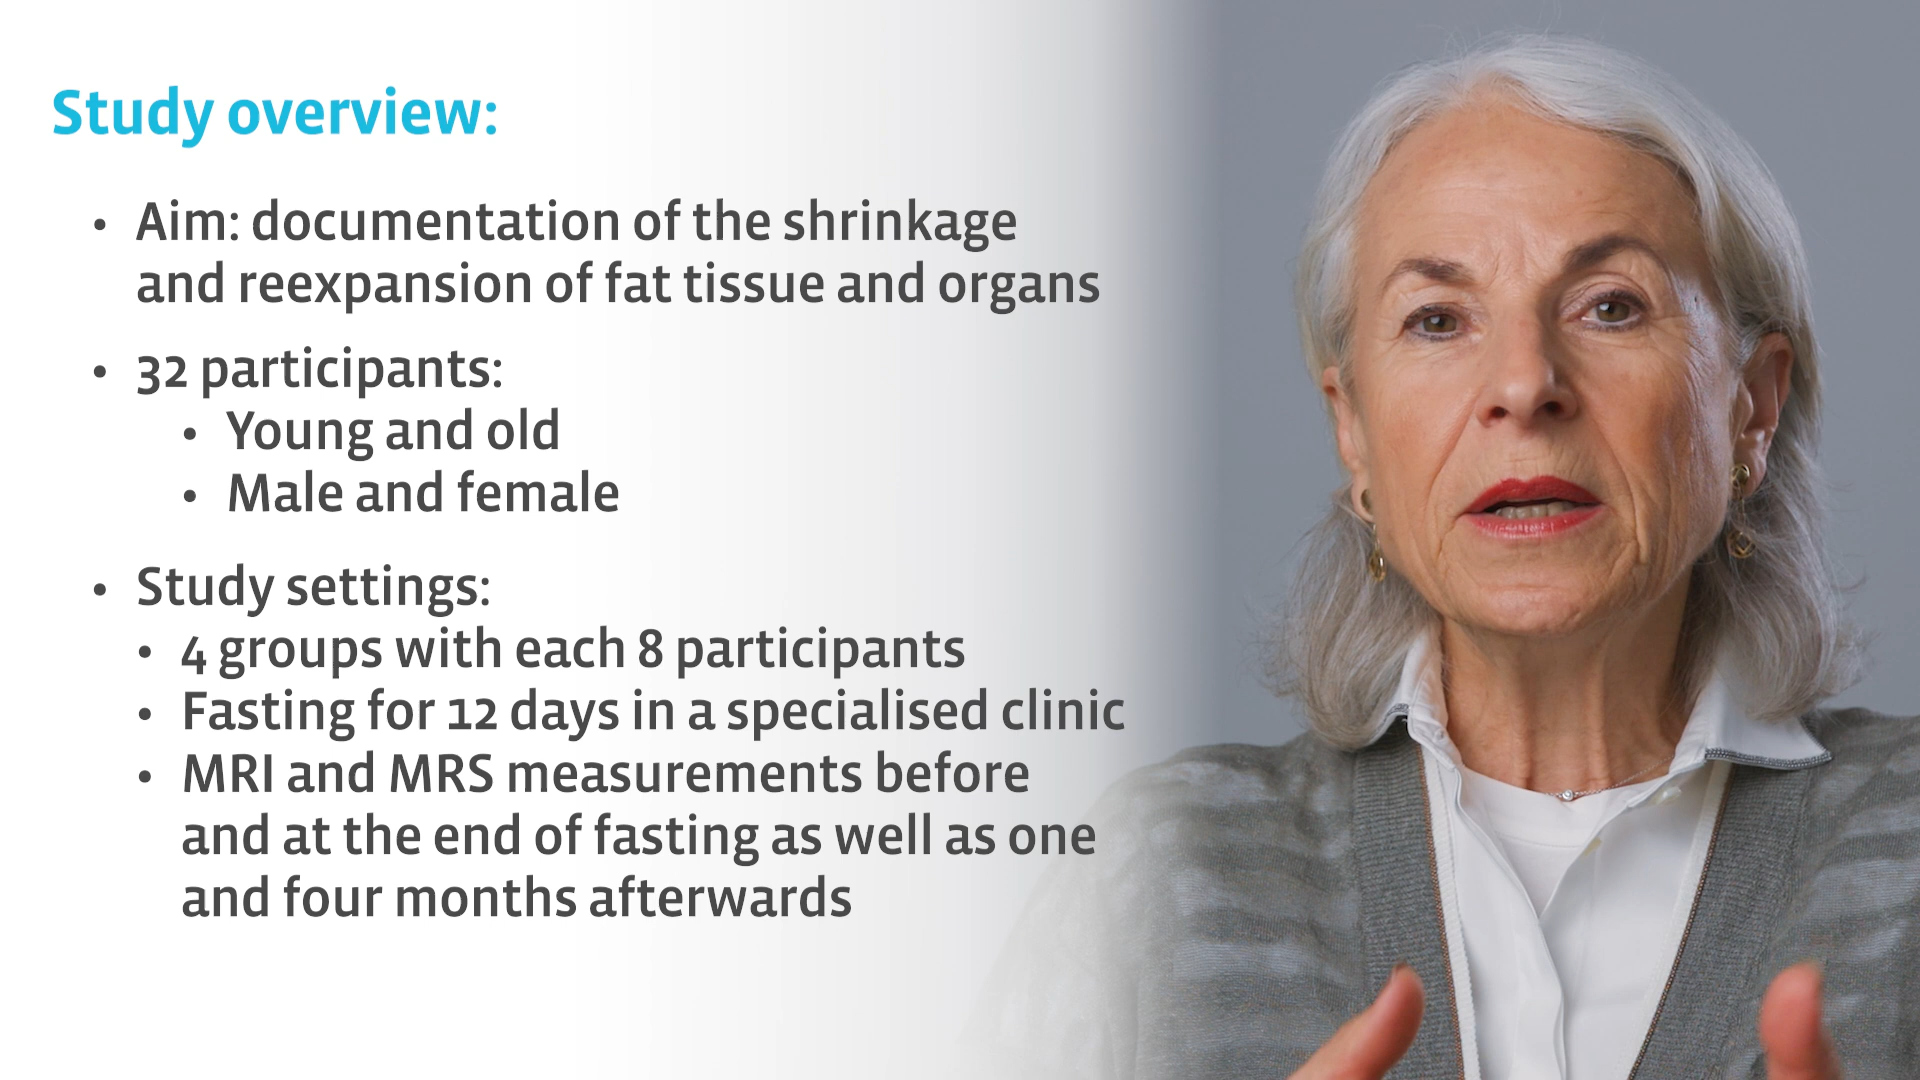 Study overview:
• Aim: documentation of the shrinkage
and reexpansion of fat tissue and organs
• 32 participants:
• Young and old
• Male and female
• Study settings:
• 4 groups with each 8 participants
• Fasting for 12 days in a specialised clinic
• MRI and MRS measurements before
and at the end of fasting as well as one
and four months afterwards